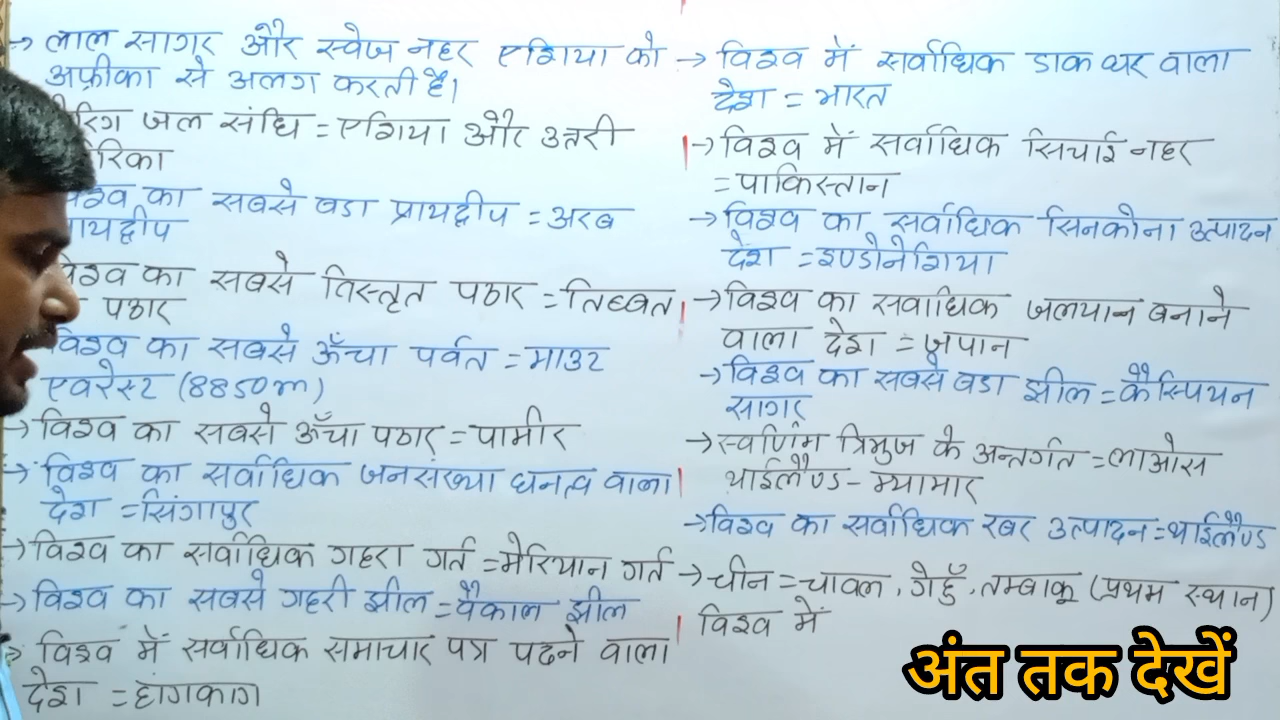 → लाल सागर और स्वेज नहर एशिया को
अफ्रीका से अलग करती है।
रिंग जल संधि = एशिया और उत्तरी
रिका
श्व का सबसे बडा प्रायद्वीप = अरब
ायद्वीप
विश्व का सबसे विस्तृत पठार = तिब्बत
पठार
विश्व का सबसे ऊँचा पर्वत = माउंट
एवरेस्ट (8850m)
→ विश्व का सबसे ऊँचा पठार = पामीर
→ विश्व का सर्वाधिक जनसंख्या घनत्व वाला
देश = सिंगापुर
→ विश्व का सर्वाधिक गहरा गर्त = मेरियान गर्त
→ विश्व का सबसे गहरी झील = वैकाल झील
→ विश्व में सर्वाधिक समाचार पत्र पढने वाला
देश = हांगकाग
→ विश्व में सर्वाधिक डाक घर वाला
देश = भारत
→ विश्व में सर्वाधिक सिचाई नहर
= पाकिस्तान
→ विश्व का सर्वाधिक सिनकोना उत्पादन
देश = इण्डोनेशिया
→ विश्व का सर्वाधिक जलयान बनाने
वाला देश = जापान
→ विश्व का सबसे बडा झील = कैस्पियन
सागर
→ स्वर्णिम त्रिभुज के अन्तर्गत = लाओस
थाईलैण्ड - म्यामार
→ विश्व का सर्वाधिक रबर उत्पादन = थाईलैण्ड
→ चीन = चावल, गेहुँ, तम्बाकू (प्रथम स्थान)
विश्व में
अंत तक देखें